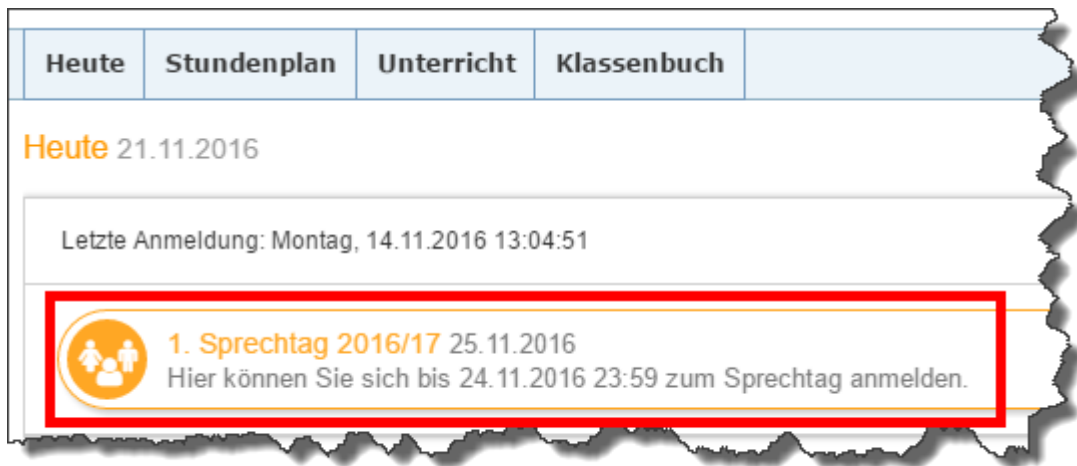 Heute Stundenplan Unterricht Klassenbuch
Heute 21.11.2016
Letzte Anmeldung: Montag, 14.11.2016 13:04:51
1. Sprechtag 2016/17 25.11.2016
Hier können Sie sich bis 24.11.2016 23:59 zum Sprechtag anmelden.